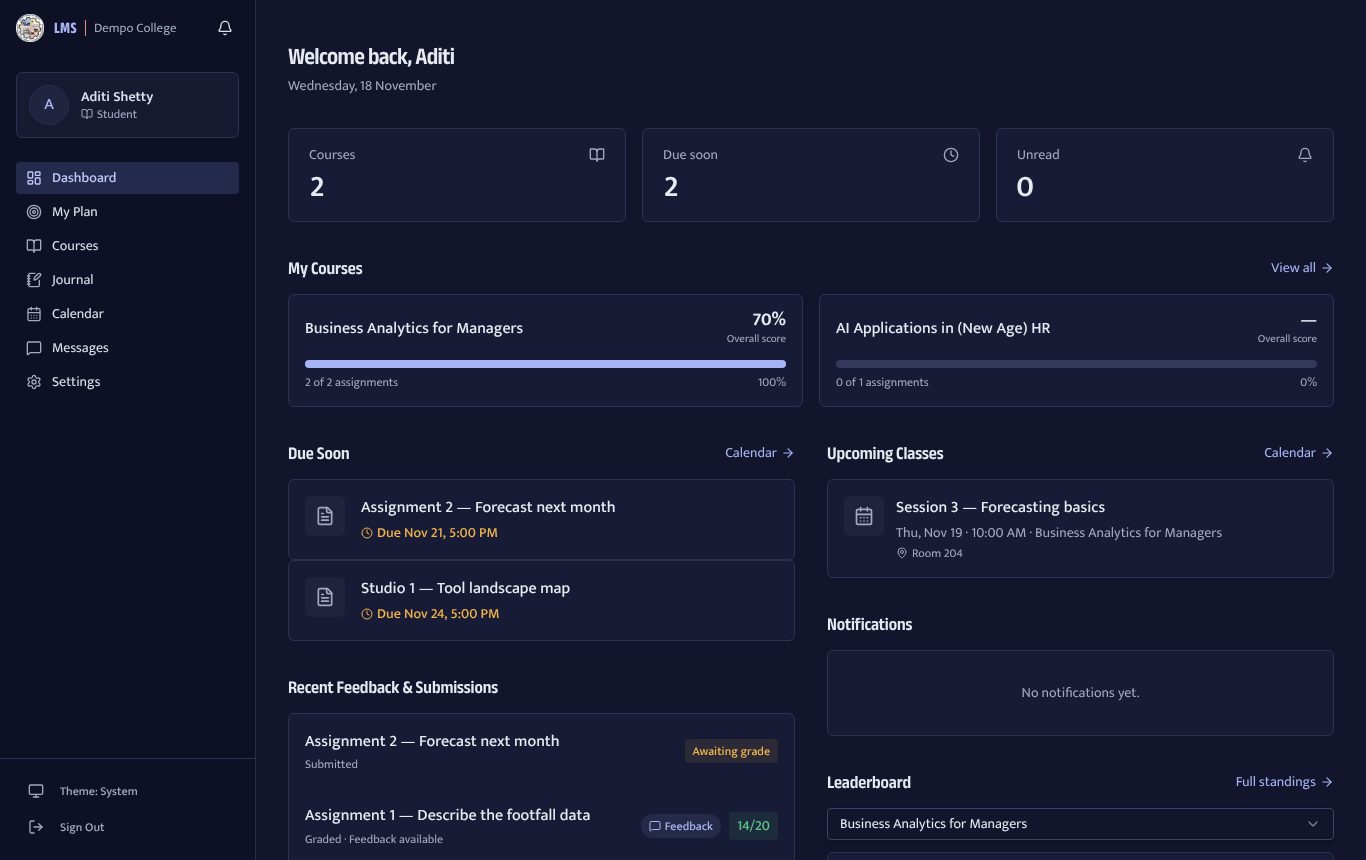 LMS | Dempo College
A
Aditi Shetty
Student
Dashboard
My Plan
Courses
Journal
Calendar
Messages
Settings
Theme: System
Sign Out
Welcome back, Aditi
Wednesday, 18 November
Courses
2
Due soon
2
Unread
0
My Courses
View all →
Business Analytics for Managers
70%
Overall score
2 of 2 assignments
100%
AI Applications in (New Age) HR
—
Overall score
0 of 1 assignments
0%
Due Soon
Calendar →
Assignment 2 — Forecast next month
Due Nov 21, 5:00 PM
Studio 1 — Tool landscape map
Due Nov 24, 5:00 PM
Recent Feedback & Submissions
Assignment 2 — Forecast next month
Submitted
Awaiting grade
Assignment 1 — Describe the footfall data
Graded · Feedback available
Feedback
14/20
Upcoming Classes
Calendar →
Session 3 — Forecasting basics
Thu, Nov 19 · 10:00 AM · Business Analytics for Managers
Room 204
Notifications
No notifications yet.
Leaderboard
Full standings →
Business Analytics for Managers